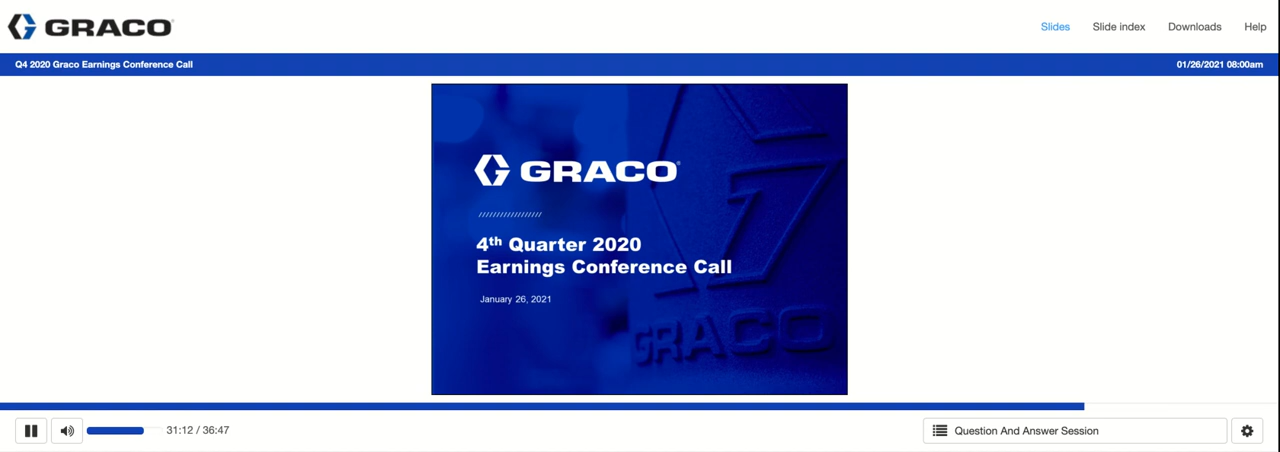 GRACO
Slides
Slide index
Downloads
Help
Q4 2020 Graco Earnings Conference Call
01/26/2021 08:00am
GRACO
//////////////////
4th Quarter 2020
Earnings Conference Call
January 26, 2021
GRACO
31:12 / 36:47
Question And Answer Session